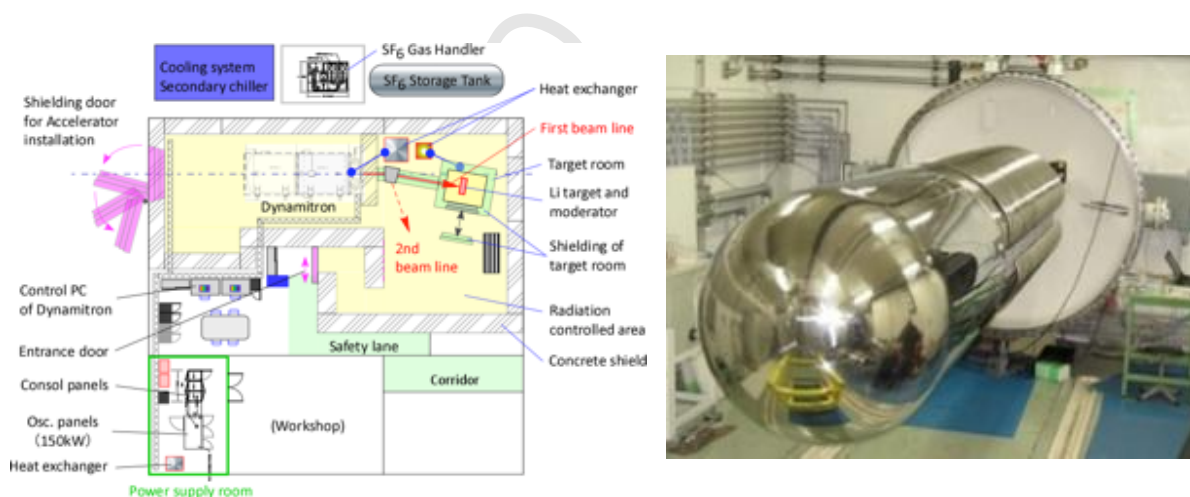 Cooling system
Secondary chiller
SF6 Gas Handler
SF6 Storage Tank
Shielding door
for Accelerator
installation
Heat exchanger
First beam line
Target room
Li target and
moderator
Dynamitron
2nd
beam line
Shielding of
target room
Control PC
of Dynamitron
Radiation
controlled area
Entrance door
Safety lane
Concrete shield
Consol panels
Corridor
Osc. panels
(150kW)
(Workshop)
Heat exchanger
Power supply room